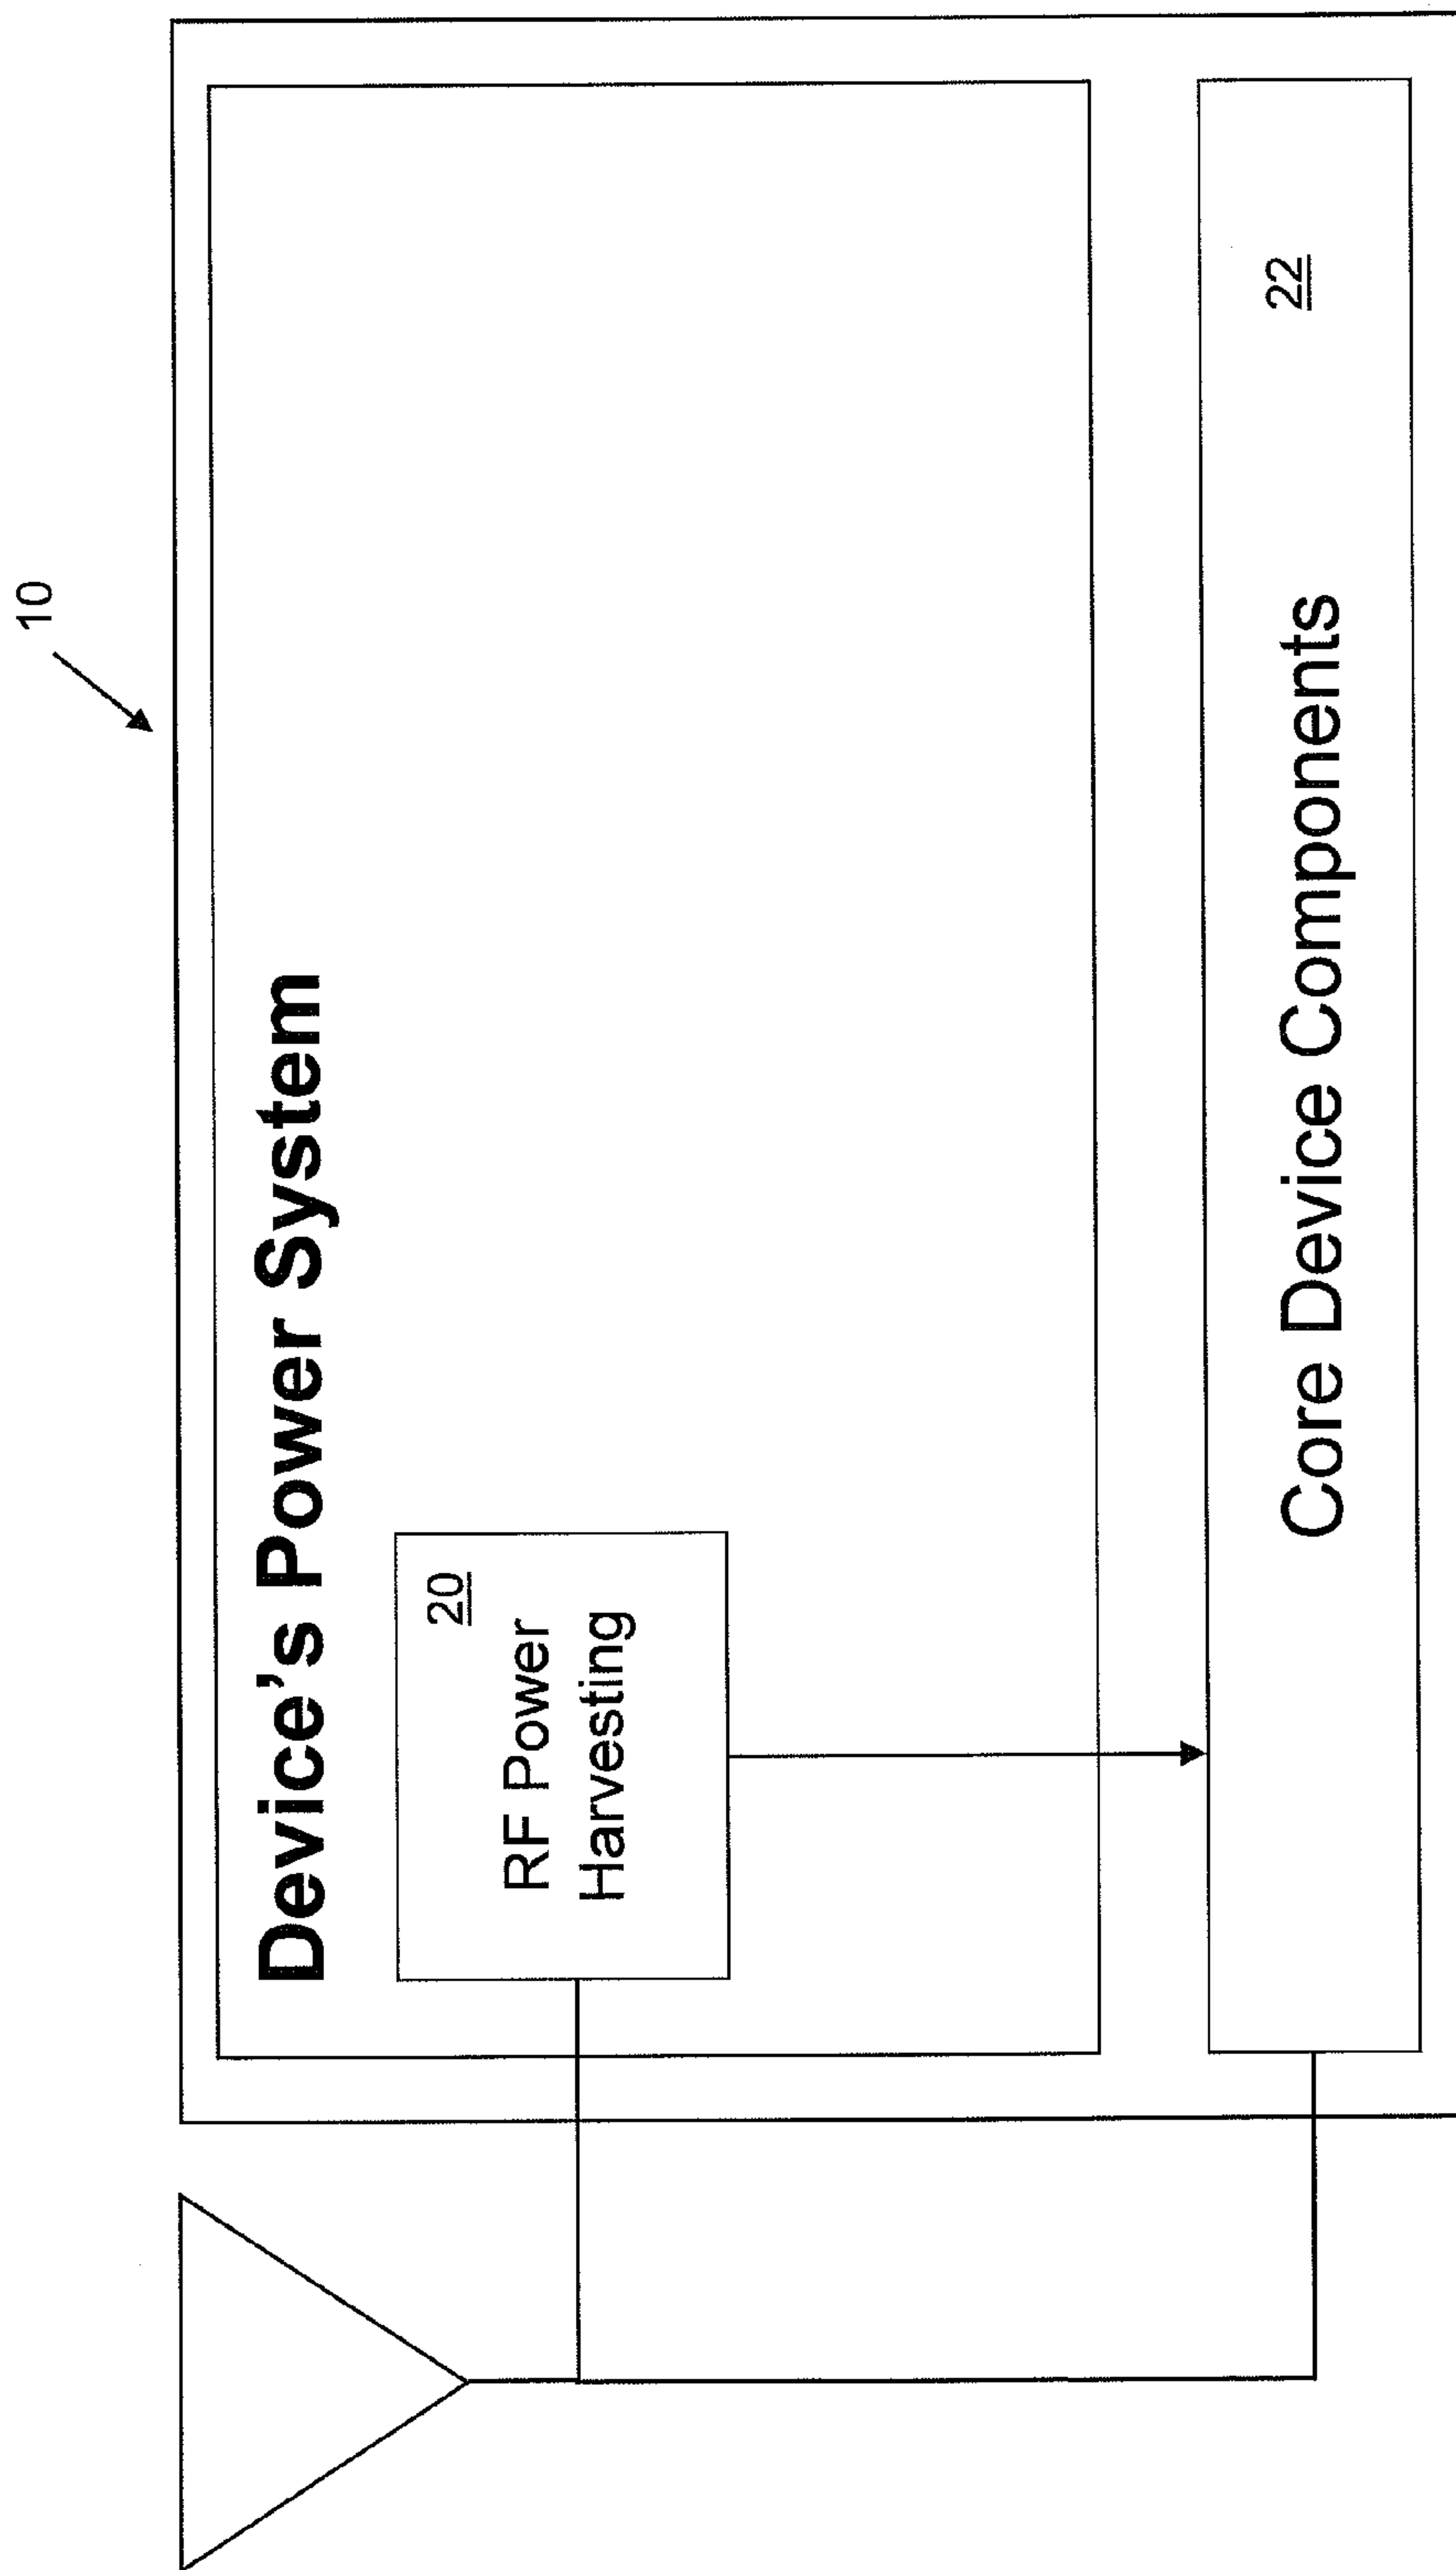 10
Device's Power System
20
RF Power
Harvesting
22
Core Device Components